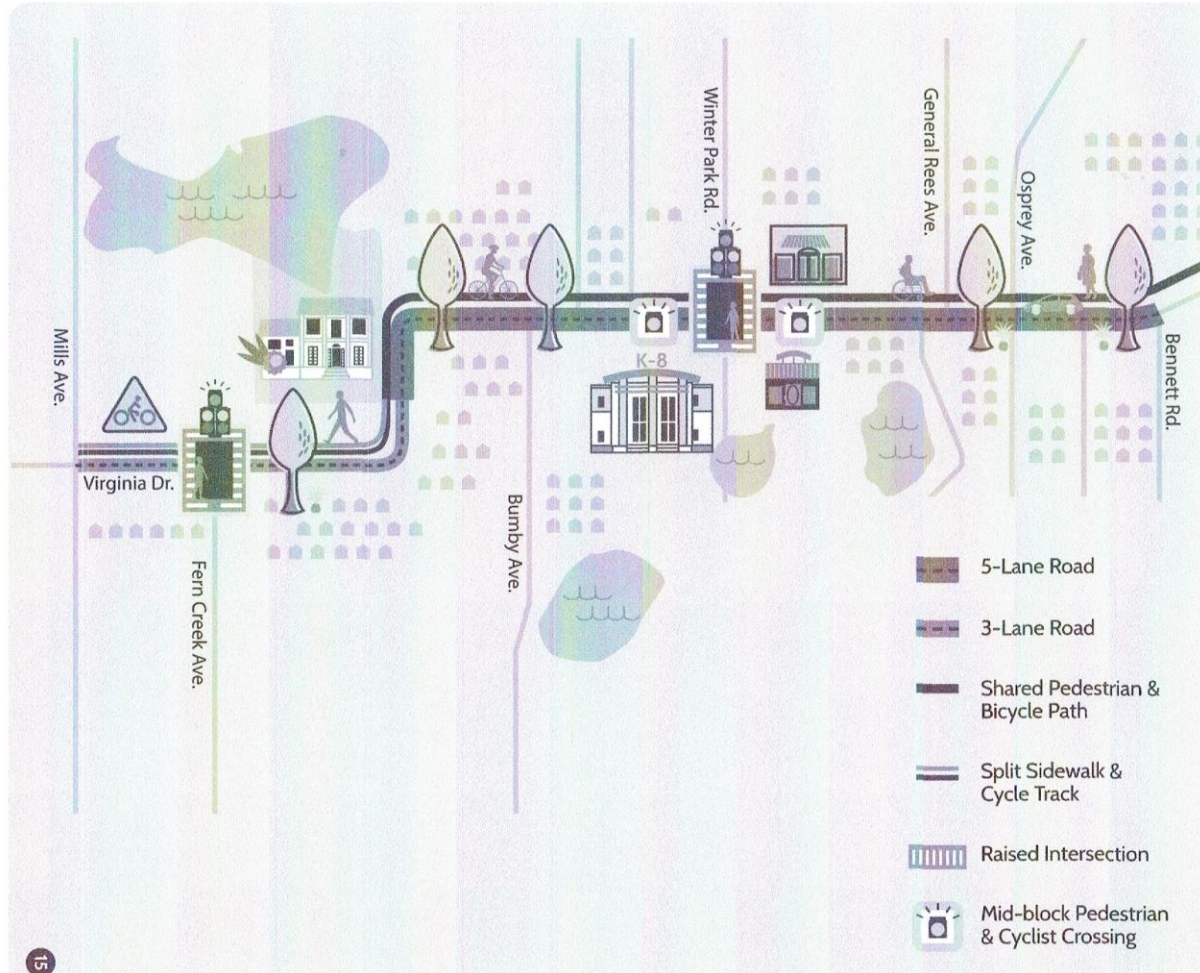 Mills Ave.
Virginia Dr.
Fern Creek Ave.
Bumby Ave.
K-8
Winter Park Rd.
General Rees Ave.
Osprey Ave.
Bennett Rd.
5-Lane Road
3-Lane Road
Shared Pedestrian &
Bicycle Path
Split Sidewalk &
Cycle Track
Raised Intersection
Mid-block Pedestrian
& Cyclist Crossing
15